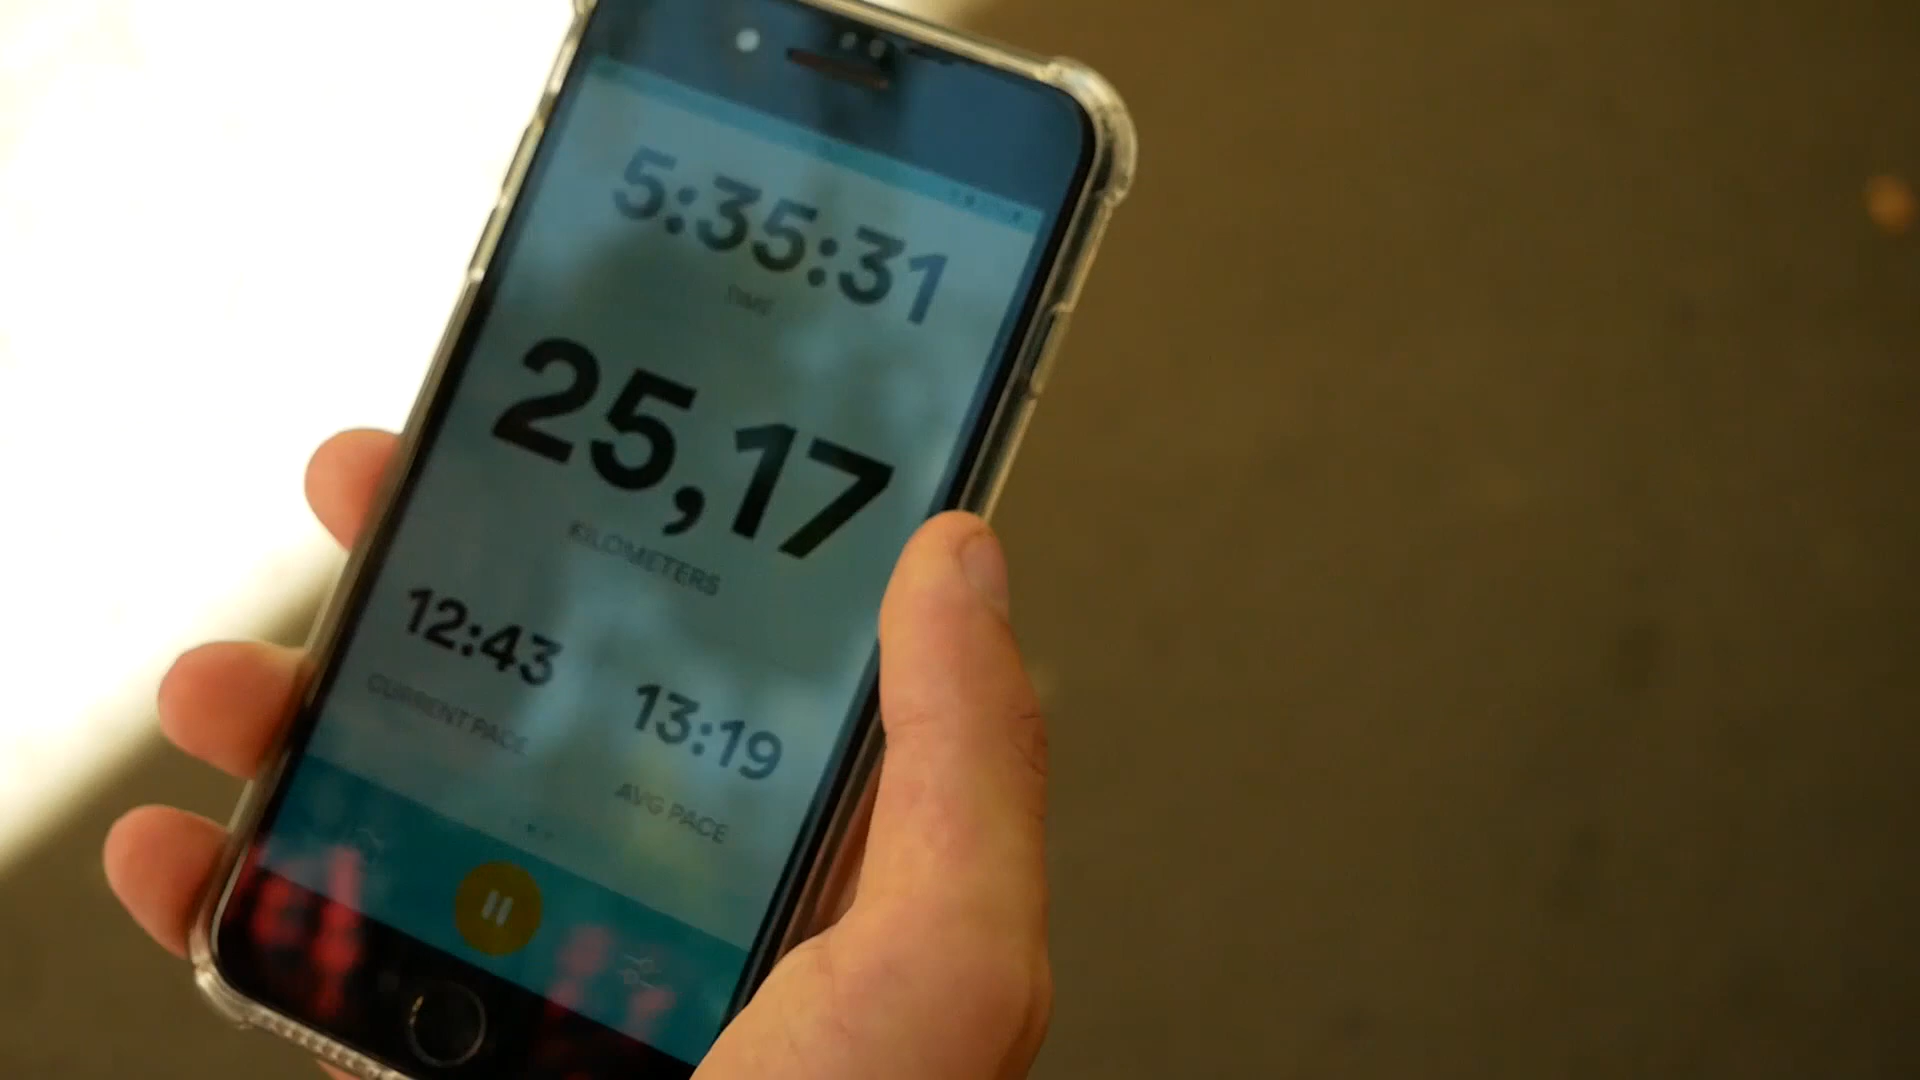 5:35:31
TIME
25,17
KILOMETERS
12:43
CURRENT PACE
13:19
AVG PACE